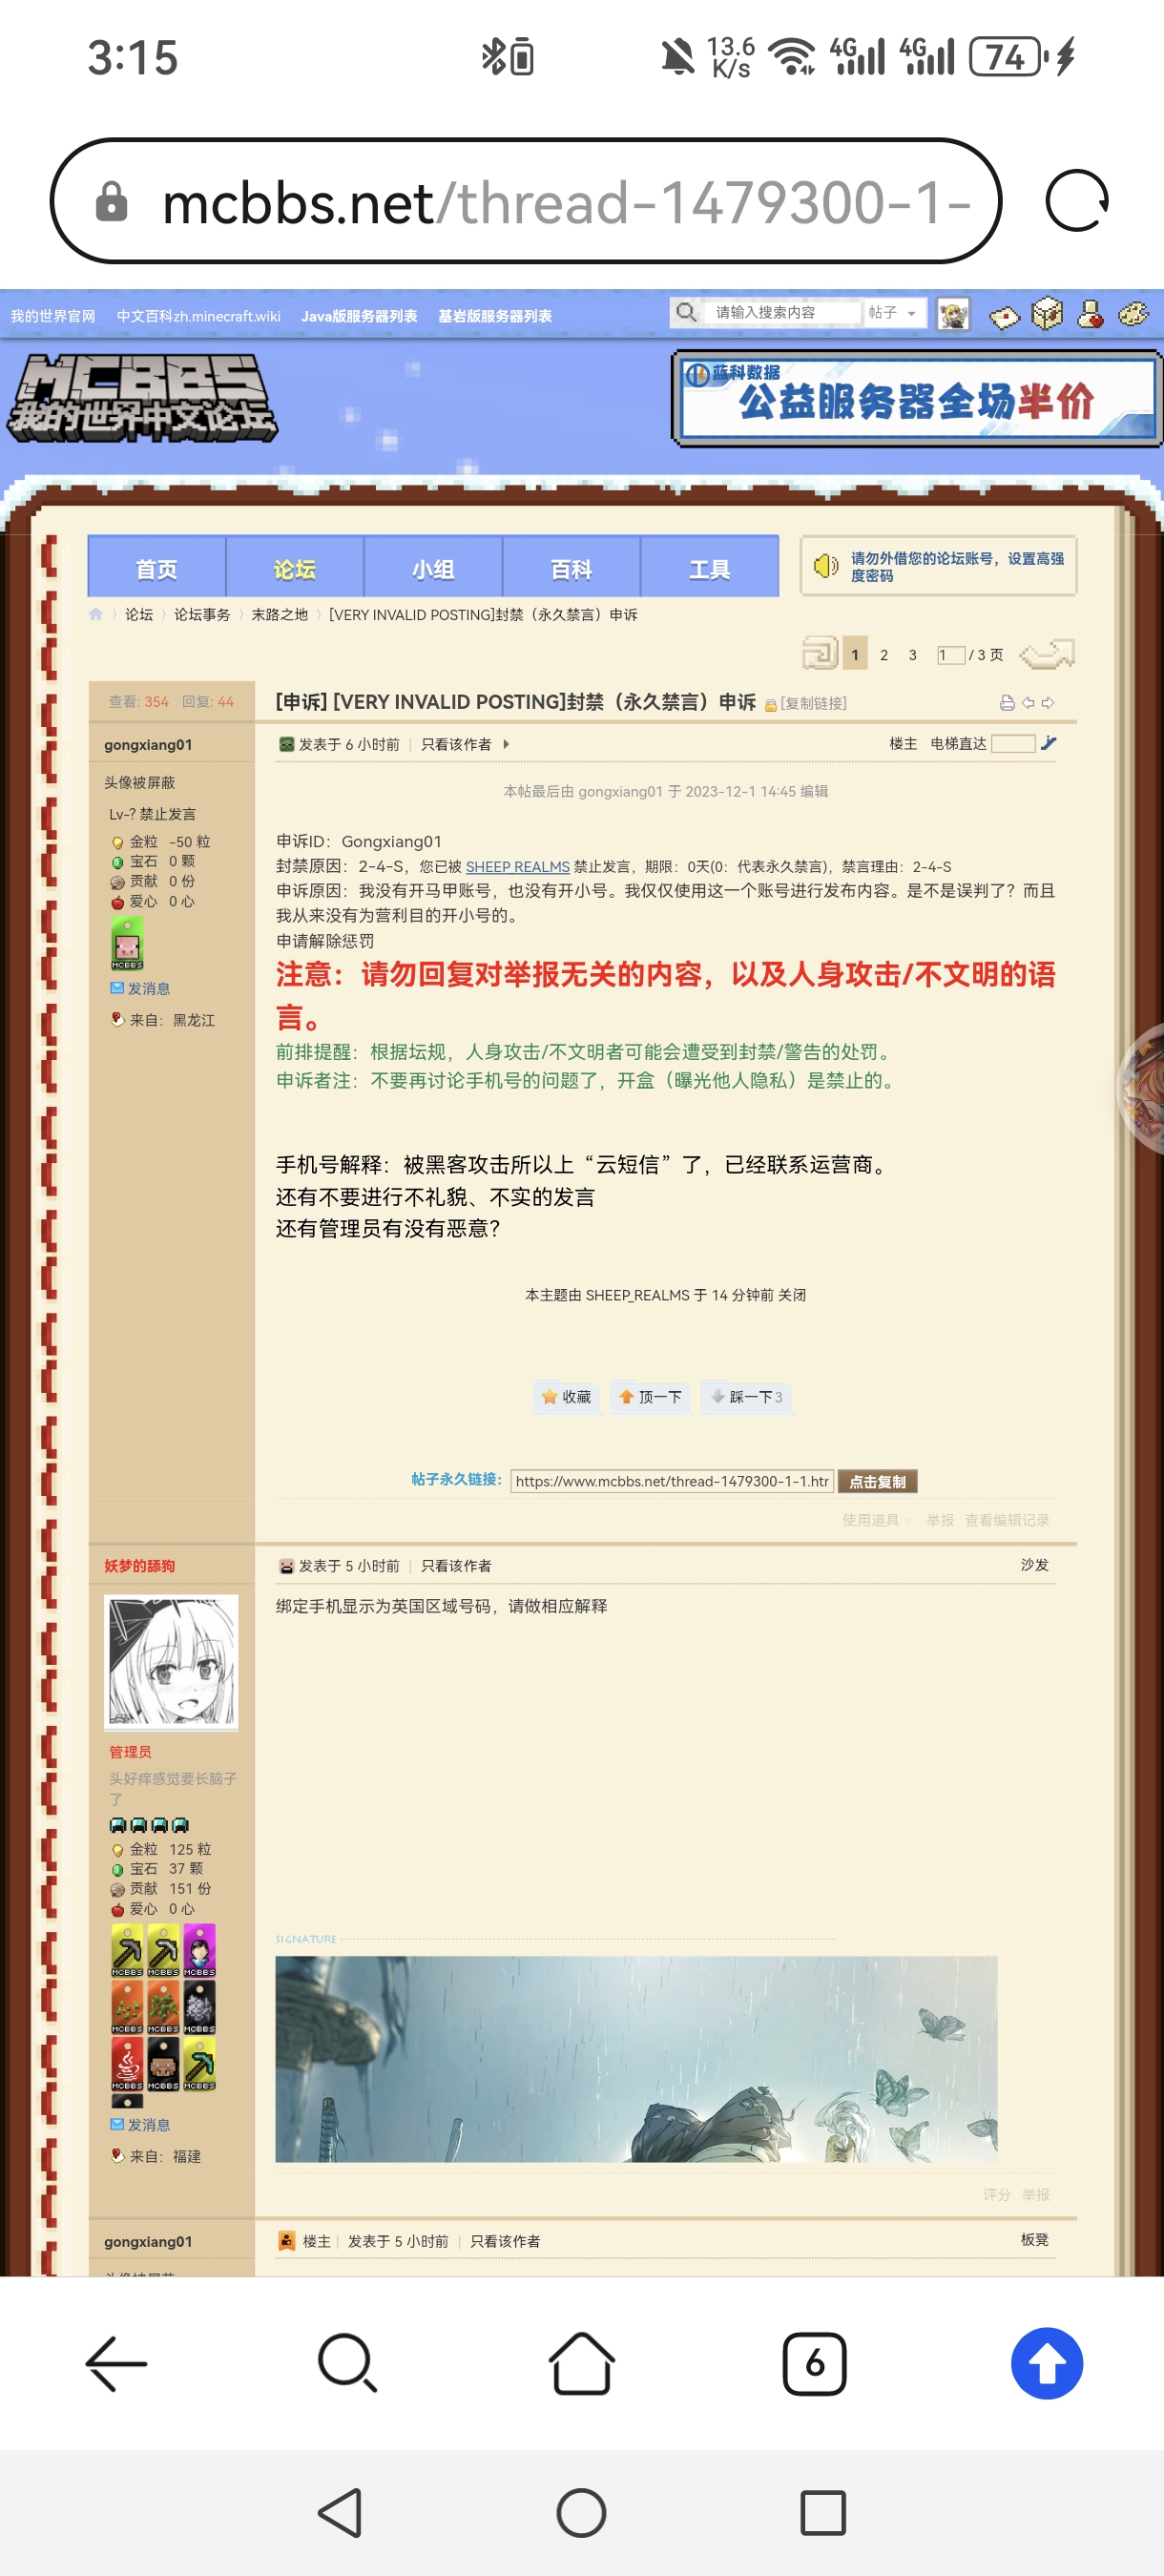 3:15
13.6
K/s
4G
4G
74
mcbbs.net/thread-1479300-1-
我的世界官网 中文百科zh.minecraft.wiki Java版服务器列表 基岩版服务器列表
请输入搜索内容 帖子
MCBBS
我的世界中文论坛
蓝科数据
公益服务器全场半价
首页 论坛 小组 百科 工具
请勿外借您的论坛账号，设置高强
度密码
论坛 〉 论坛事务 〉 末路之地 〉 [VERY INVALID POSTING]封禁（永久禁言）申诉
1 2 3 1 / 3 页
查看: 354 回复: 44
[申诉] [VERY INVALID POSTING]封禁（永久禁言）申诉 [复制链接]
gongxiang01
发表于 6 小时前 | 只看该作者
楼主 电梯直达
头像被屏蔽
Lv-? 禁止发言
金粒 -50 粒
宝石 0 颗
贡献 0 份
爱心 0 心
MCBBS
发消息
来自： 黑龙江
本帖最后由 gongxiang01 于 2023-12-1 14:45 编辑
申诉ID：Gongxiang01
封禁原因：2-4-S，您已被 SHEEP_REALMS 禁止发言，期限：0天(0：代表永久禁言)，禁言理由：2-4-S
申诉原因：我没有开马甲账号，也没有开小号。我仅仅使用这一个账号进行发布内容。是不是误判了？而且
我从来没有为营利目的开小号的。
申请解除惩罚
注意：请勿回复对举报无关的内容，以及人身攻击/不文明的语
言。
前排提醒：根据坛规，人身攻击/不文明者可能会遭受到封禁/警告的处罚。
申诉者注：不要再讨论手机号的问题了，开盒（曝光他人隐私）是禁止的。
手机号解释：被黑客攻击所以上“云短信”了，已经联系运营商。
还有不要进行不礼貌、不实的发言
还有管理员有没有恶意？
本主题由 SHEEP_REALMS 于 14 分钟前 关闭
收藏 顶一下 踩一下 3
帖子永久链接： https://www.mcbbs.net/thread-1479300-1-1.htr 点击复制
使用道具 举报 查看编辑记录
妖梦的舔狗
发表于 5 小时前 | 只看该作者
沙发
绑定手机显示为英国区域号码，请做相应解释
管理员
头好痒感觉要长脑子
了
金粒 125 粒
宝石 37 颗
贡献 151 份
爱心 0 心
MCBBS MCBBS MCBBS
MCBBS MCBBS MCBBS
MCBBS MCBBS MCBBS
发消息
来自： 福建
SIGNATURE
评分 举报
gongxiang01
楼主 | 发表于 5 小时前 | 只看该作者
板凳
6